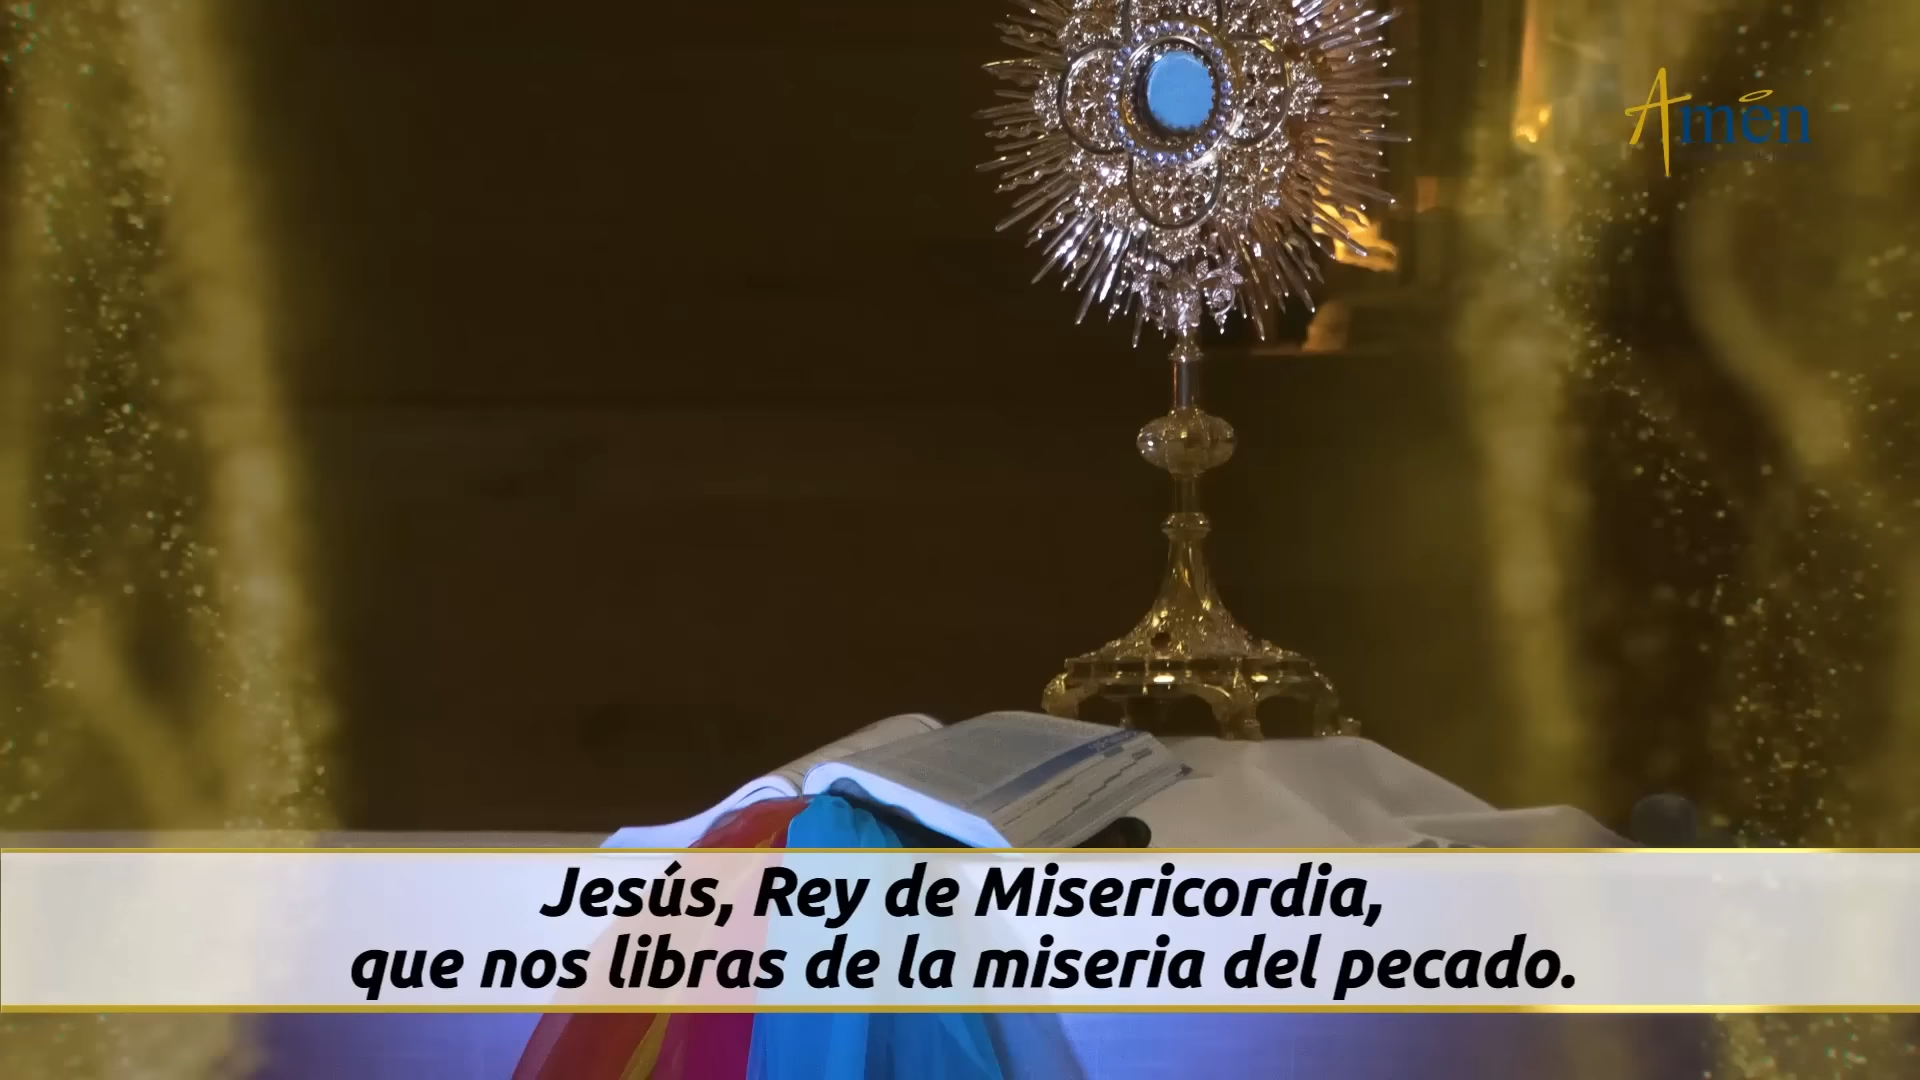 Amén
Jesús, Rey de Misericordia,
que nos libras de la miseria del pecado.